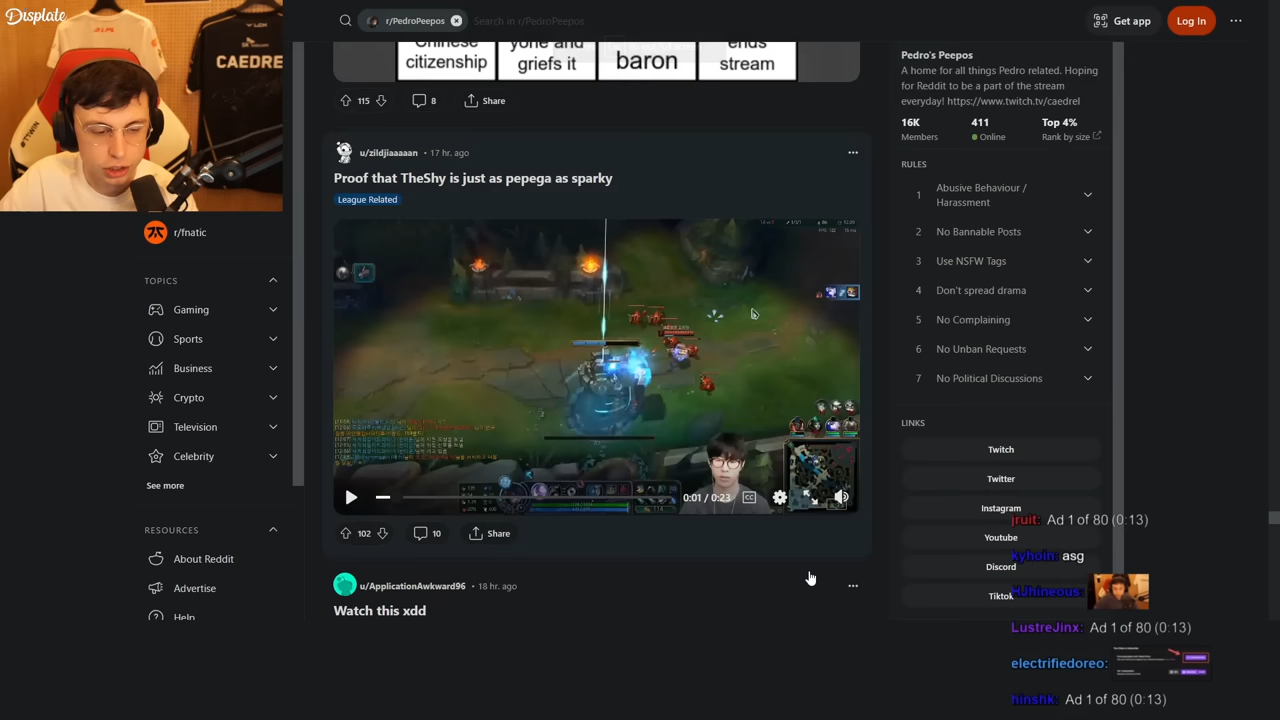 Displate
CAEDRE
r/PedroPeepos
Search in r/PedroPeepos
Get app
Log In
Chinese
citizenship
yone and
griefs it
baron
ends
stream
115
8
Share
u/zildjiaaaaan • 17 hr. ago
Proof that TheShy is just as pepega as sparky
League Related
0:01 / 0:23
CC
102
10
Share
u/ApplicationAwkward96 • 18 hr. ago
Watch this xdd
r/fnatic
TOPICS
Gaming
Sports
Business
Crypto
Television
Celebrity
See more
RESOURCES
About Reddit
Advertise
Help
Pedro's Peepos
A home for all things Pedro related. Hoping
for Reddit to be a part of the stream
everyday! https://www.twitch.tv/caedrel
16K
Members
411
Online
Top 4%
Rank by size
RULES
1 Abusive Behaviour /
Harassment
2 No Bannable Posts
3 Use NSFW Tags
4 Don't spread drama
5 No Complaining
6 No Unban Requests
7 No Political Discussions
LINKS
Twitch
Twitter
Instagram
Youtube
Discord
Tiktok
jruit: Ad 1 of 80 (0:13)
kyhoin: asg
HJhineous:
LustreJinx: Ad 1 of 80 (0:13)
electrifiedoreo:
hinshk: Ad 1 of 80 (0:13)